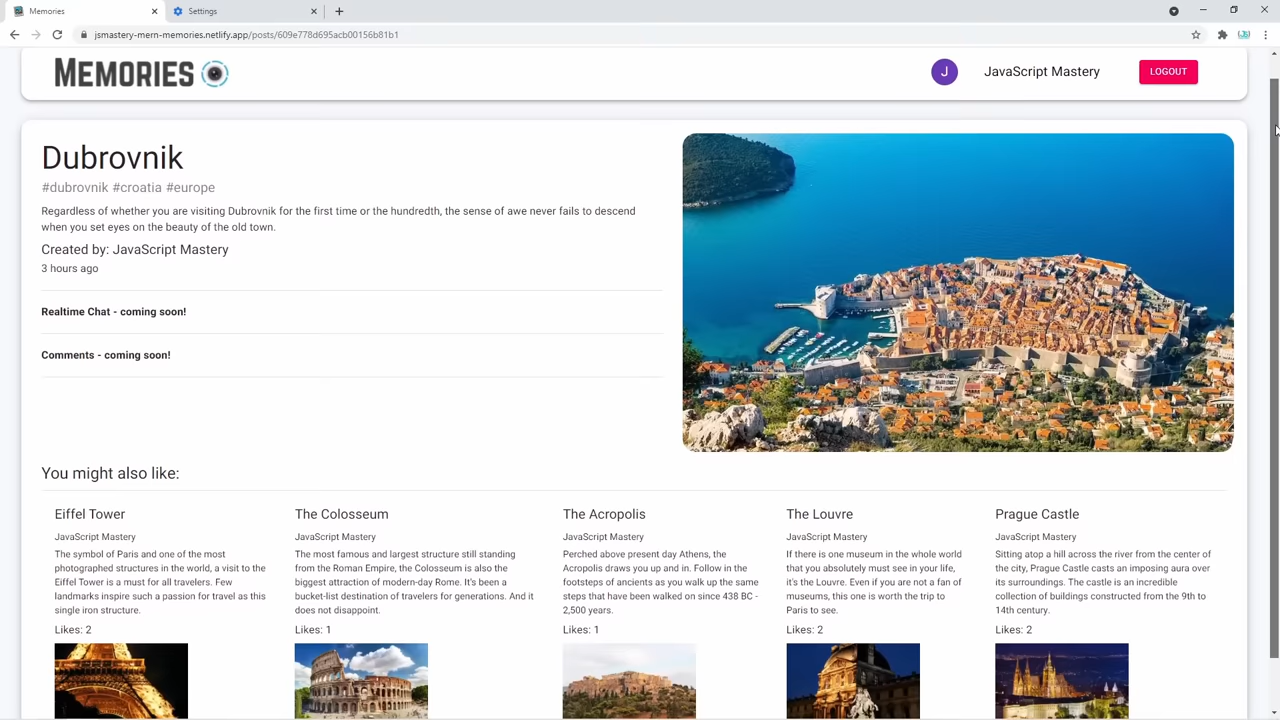 Memories
Settings
jsmastery-mern-memories.netlify.app/posts/609e778d695acb00156b81b1
MEMORIES
J
JavaScript Mastery
LOGOUT
Dubrovnik
#dubrovnik #croatia #europe
Regardless of whether you are visiting Dubrovnik for the first time or the hundredth, the sense of awe never fails to descend
when you set eyes on the beauty of the old town.
Created by: JavaScript Mastery
3 hours ago
Realtime Chat - coming soon!
Comments - coming soon!
You might also like:
Eiffel Tower
JavaScript Mastery
The symbol of Paris and one of the most
photographed structures in the world, a visit to the
Eiffel Tower is a must for all travelers. Few
landmarks inspire such a passion for travel as this
single iron structure.
Likes: 2
The Colosseum
JavaScript Mastery
The most famous and largest structure still standing
from the Roman Empire, the Colosseum is also the
biggest attraction of modern-day Rome. It's been a
bucket-list destination of travelers for generations. And it
does not disappoint.
Likes: 1
The Acropolis
JavaScript Mastery
Perched above present day Athens, the
Acropolis draws you up and in. Follow in the
footsteps of ancients as you walk up the same
steps that have been walked on since 438 BC -
2,500 years.
Likes: 1
The Louvre
JavaScript Mastery
If there is one museum in the whole world
that you absolutely must see in your life,
it's the Louvre. Even if you are not a fan of
museums, this one is worth the trip to
Paris to see.
Likes: 2
Prague Castle
JavaScript Mastery
Sitting atop a hill across the river from the center of
the city, Prague Castle casts an imposing aura over
its surroundings. The castle is an incredible
collection of buildings constructed from the 9th to
14th century.
Likes: 2